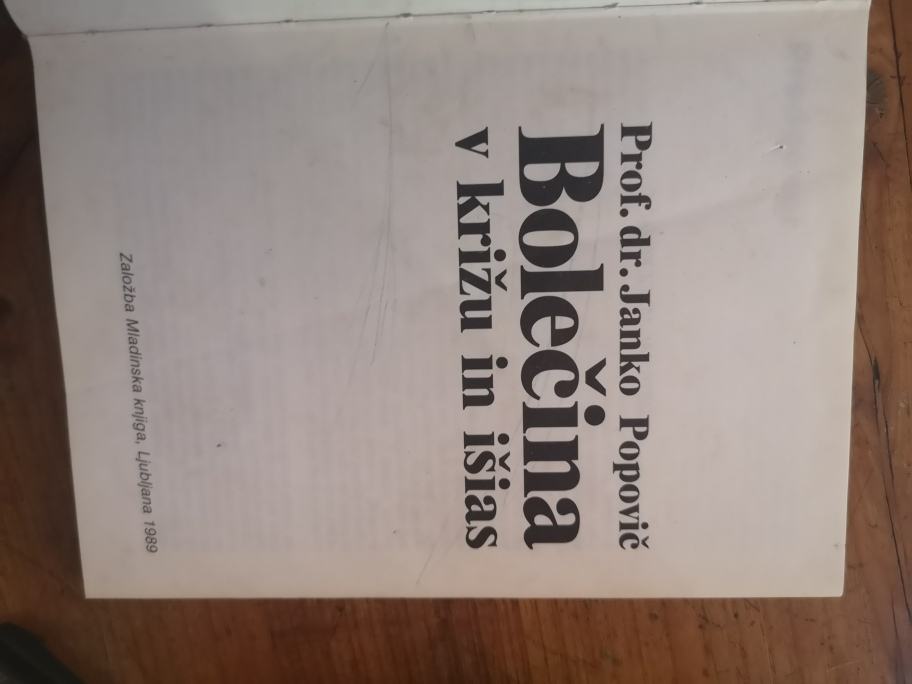 Prof. dr. Janko Popovič
Bolečina
v križu in išias
Založba Mladinska knjiga, Ljubljana 1989